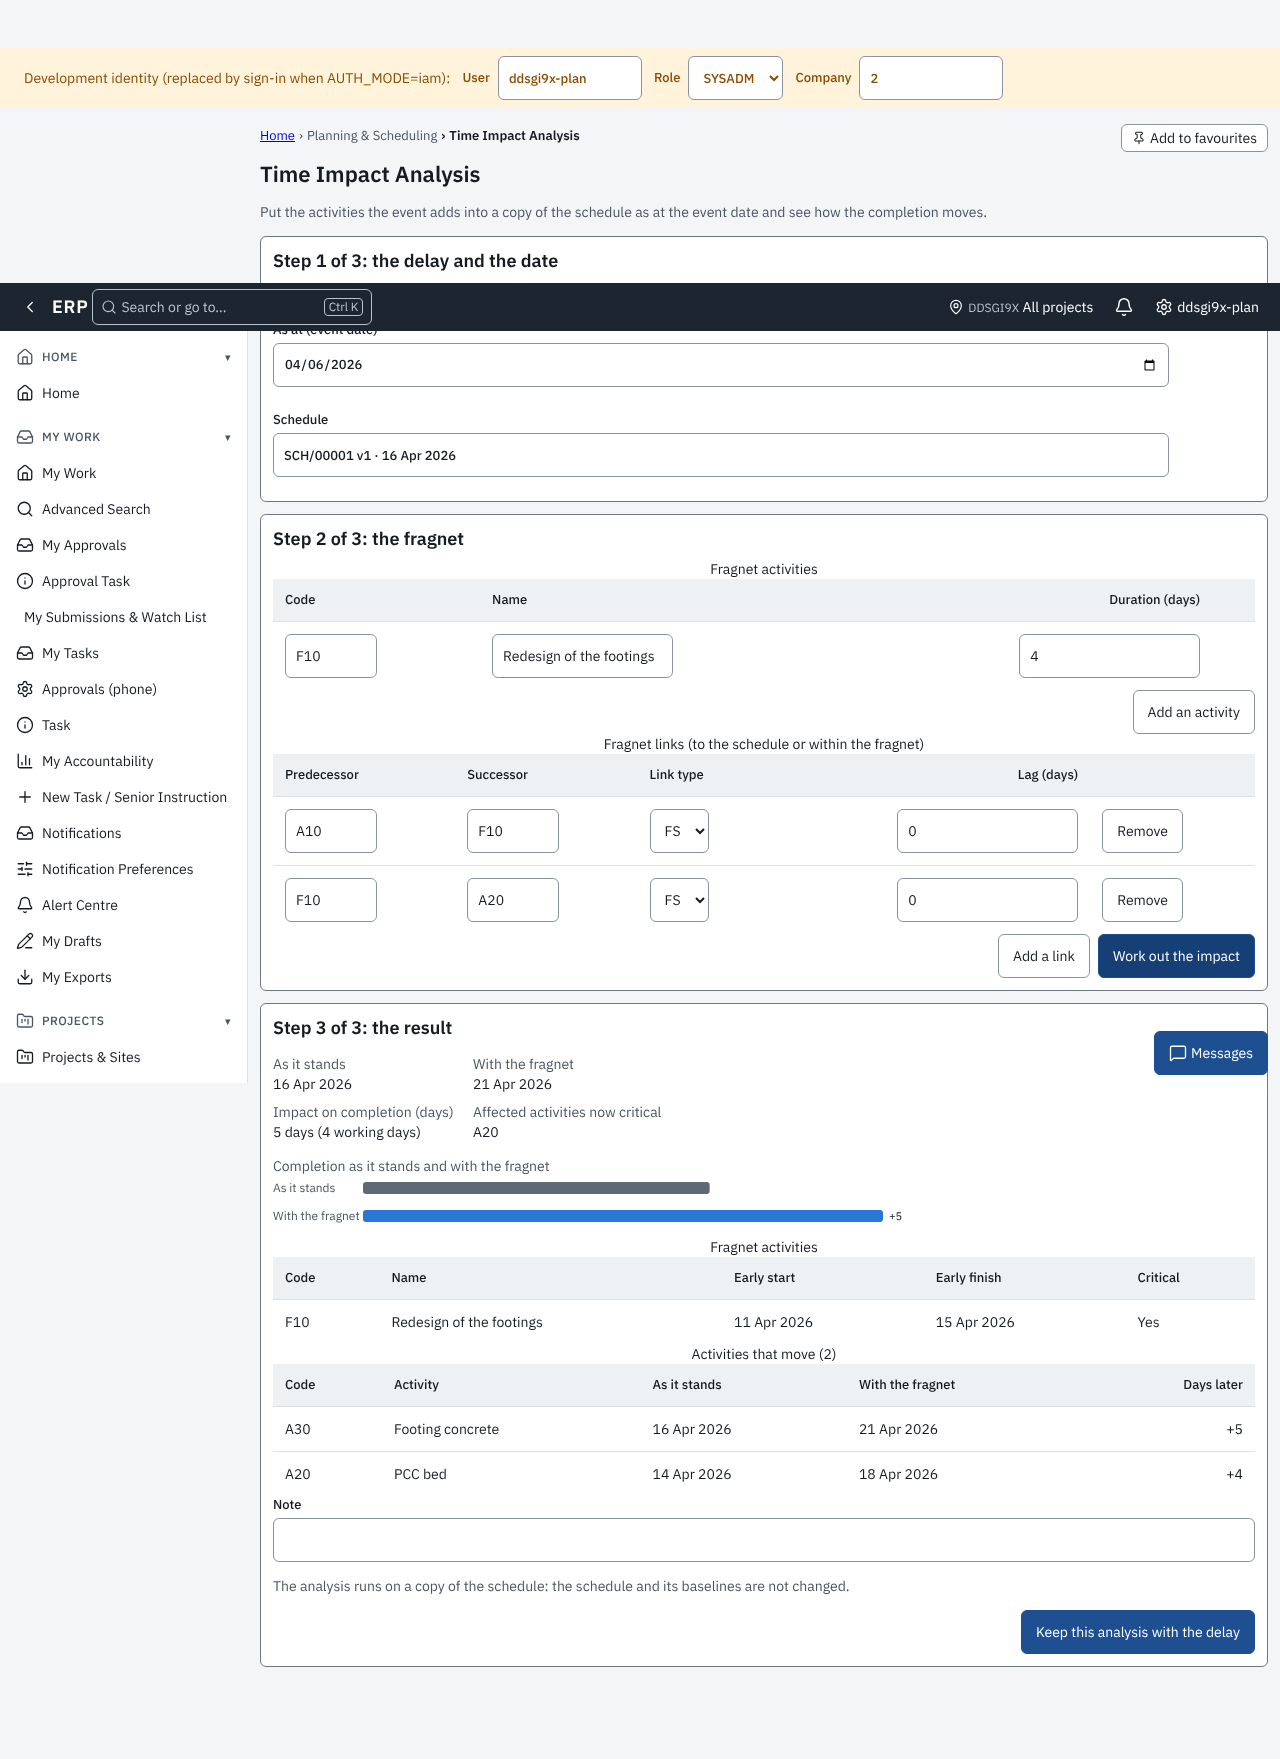 Development identity (replaced by sign-in when AUTH_MODE=iam): User ddsgi9x-plan Role SYSADM Company 2
Home › Planning & Scheduling › Time Impact Analysis
Add to favourites
Time Impact Analysis
Put the activities the event adds into a copy of the schedule as at the event date and see how the completion moves.
Step 1 of 3: the delay and the date
ERP Search or go to... Ctrl K DDSGI9X All projects ddsgi9x-plan
As at (event date)
04/06/2026
Schedule
SCH/00001 v1 · 16 Apr 2026
HOME
Home
MY WORK
My Work
Advanced Search
My Approvals
Approval Task
My Submissions & Watch List
My Tasks
Approvals (phone)
Task
My Accountability
New Task / Senior Instruction
Notifications
Notification Preferences
Alert Centre
My Drafts
My Exports
PROJECTS
Projects & Sites
Step 2 of 3: the fragnet
Fragnet activities
Code Name Duration (days)
F10 Redesign of the footings 4
Add an activity
Fragnet links (to the schedule or within the fragnet)
Predecessor Successor Link type Lag (days)
A10 F10 FS 0 Remove
F10 A20 FS 0 Remove
Add a link Work out the impact
Step 3 of 3: the result
Messages
As it stands With the fragnet
16 Apr 2026 21 Apr 2026
Impact on completion (days) Affected activities now critical
5 days (4 working days) A20
Completion as it stands and with the fragnet
As it stands
With the fragnet +5
Fragnet activities
Code Name Early start Early finish Critical
F10 Redesign of the footings 11 Apr 2026 15 Apr 2026 Yes
Activities that move (2)
Code Activity As it stands With the fragnet Days later
A30 Footing concrete 16 Apr 2026 21 Apr 2026 +5
A20 PCC bed 14 Apr 2026 18 Apr 2026 +4
Note
The analysis runs on a copy of the schedule: the schedule and its baselines are not changed.
Keep this analysis with the delay